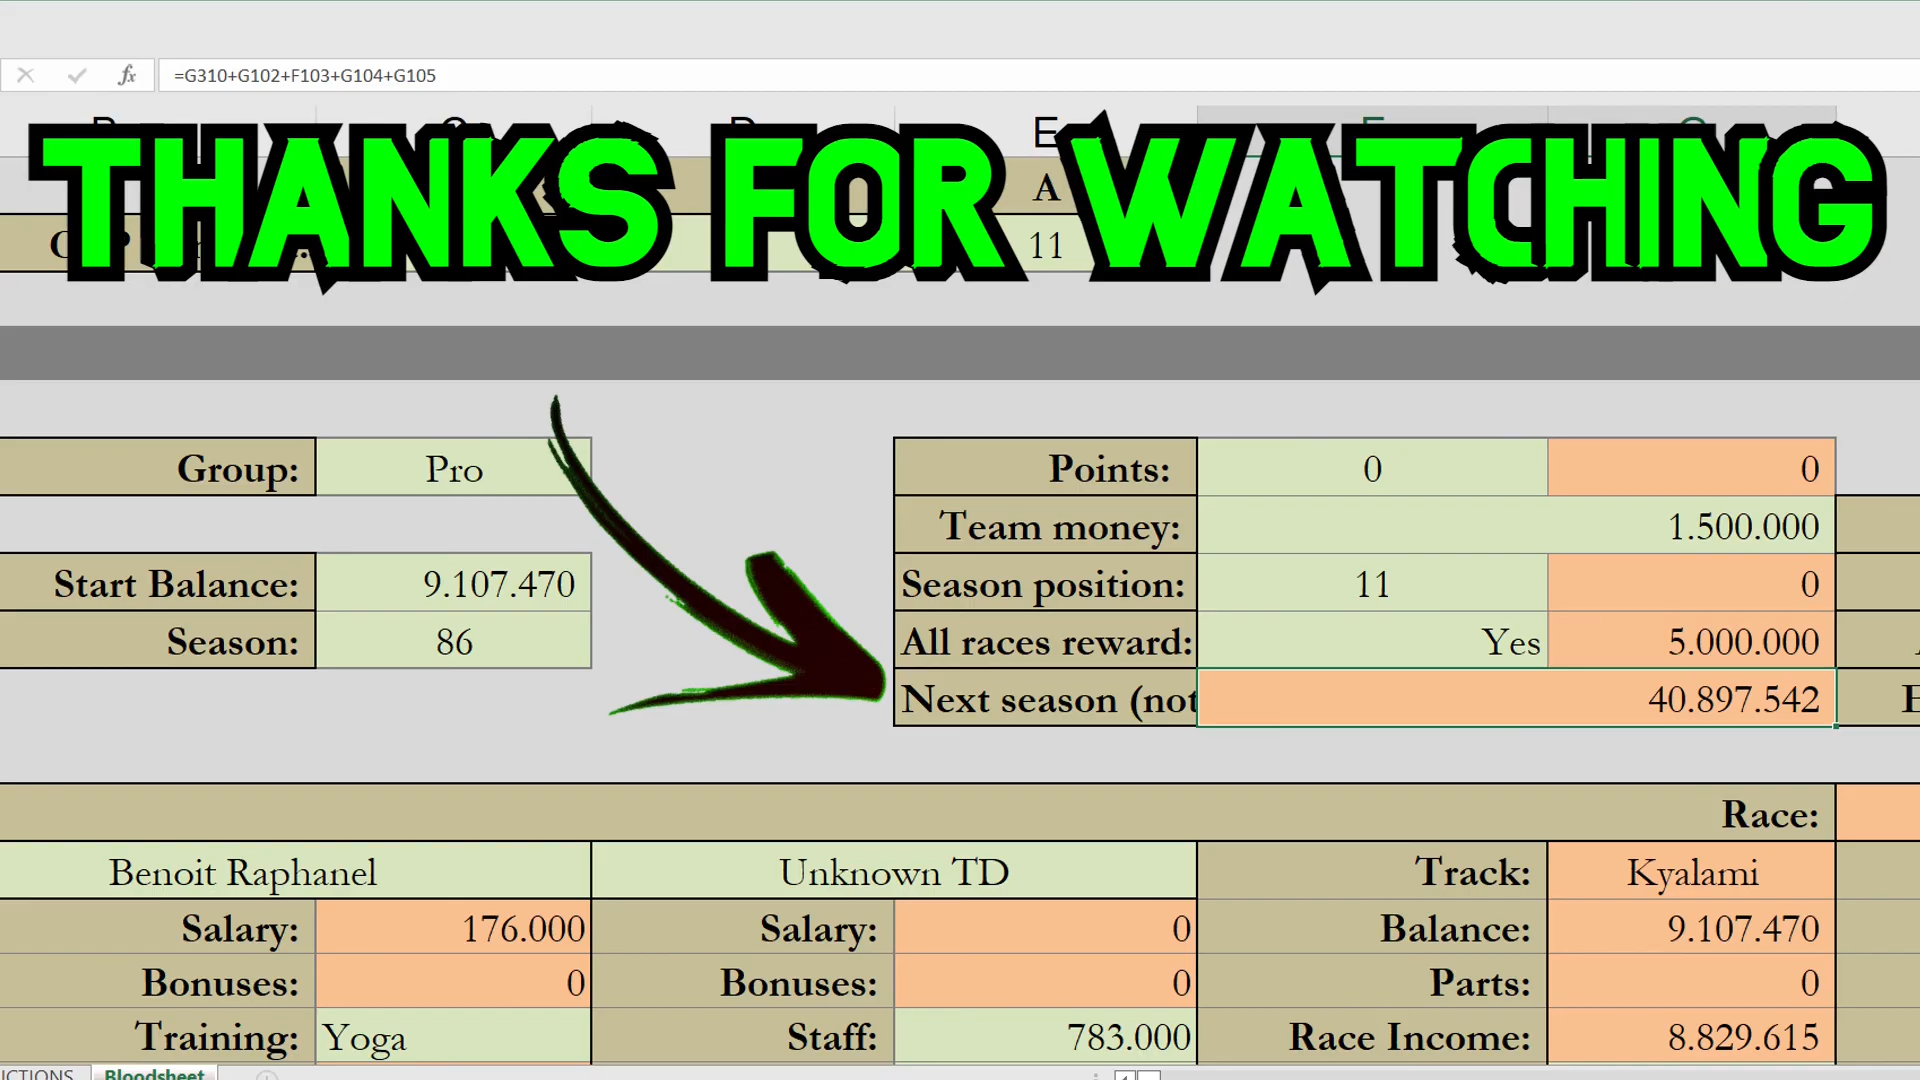 fx =G310+G102+F103+G104+G105
E
THANKS FOR WATCHING
A
11
Group: Pro
Points: 0 0
Team money: 1.500.000
Start Balance: 9.107.470
Season position: 11 0
Season: 86
All races reward: Yes 5.000.000
Next season (not 40.897.542
Race:
Benoit Raphanel Unknown TD Track: Kyalami
Salary: 176.000 Salary: 0 Balance: 9.107.470
Bonuses: 0 Bonuses: 0 Parts: 0
Training: Yoga Staff: 783.000 Race Income: 8.829.615
Bloodsheet